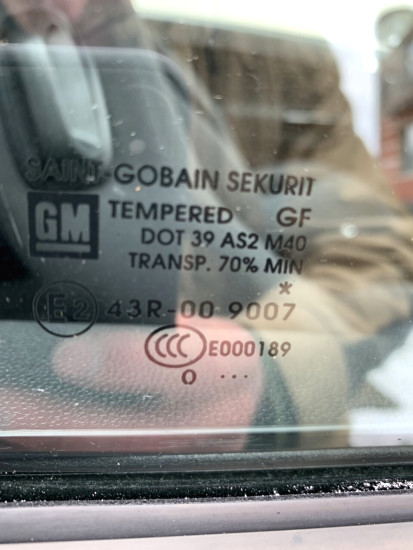 SAINT-GOBAIN SEKURIT
GM TEMPERED GF
DOT 39 AS2 M40
TRANSP. 70% MIN
*
E2 43R-00 9007
CCC E000189
0 ...